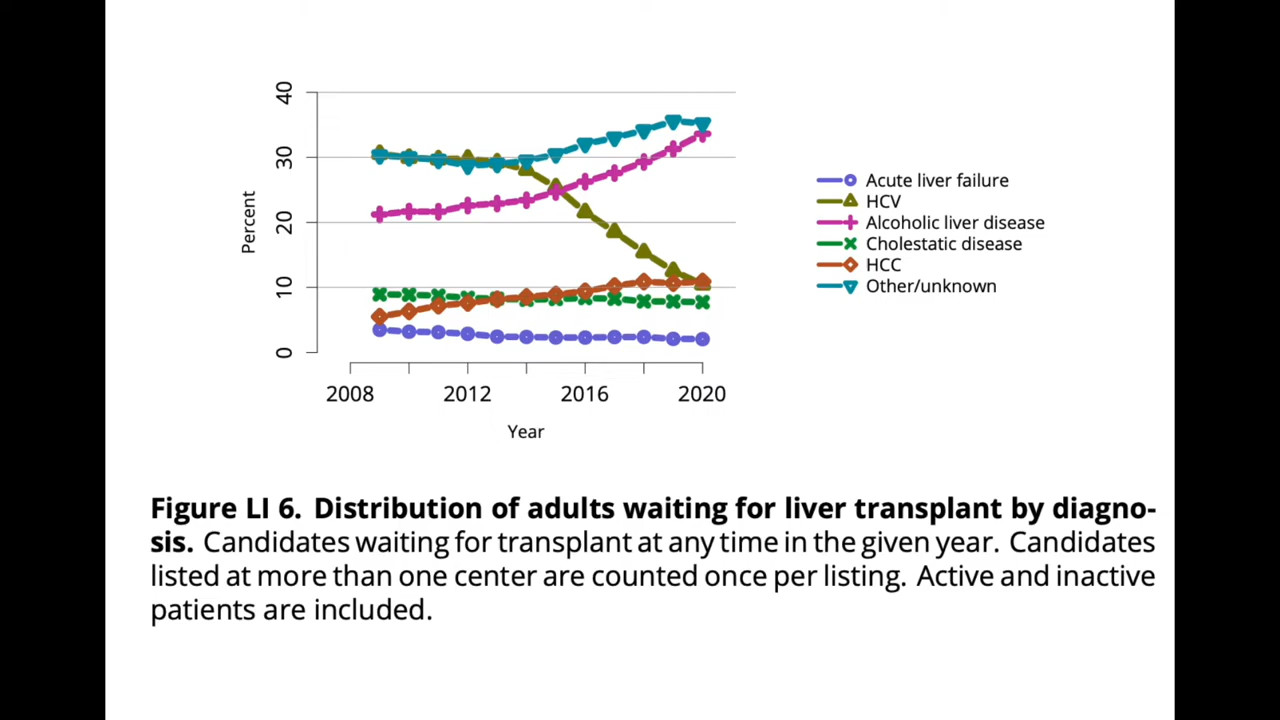 40
30
20
10
0
Percent
2008 2012 2016 2020
Year
Acute liver failure
HCV
Alcoholic liver disease
Cholestatic disease
HCC
Other/unknown
Figure LI 6. Distribution of adults waiting for liver transplant by diagno-
sis. Candidates waiting for transplant at any time in the given year. Candidates
listed at more than one center are counted once per listing. Active and inactive
patients are included.